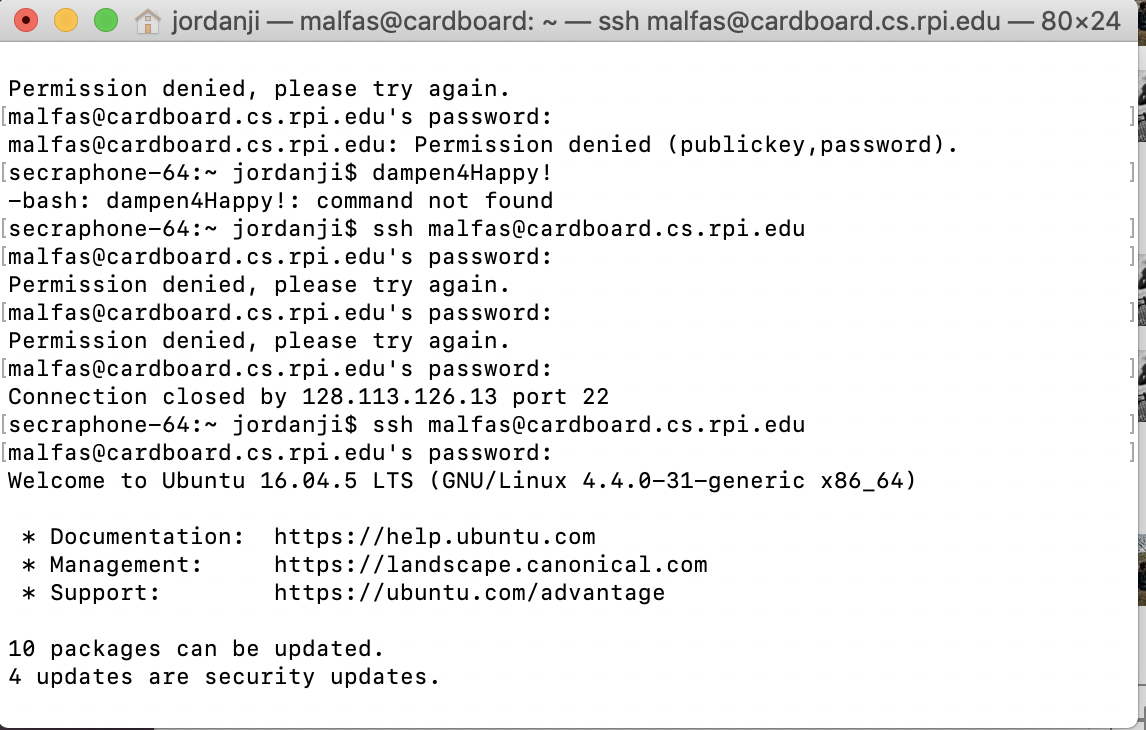 jordanji — malfas@cardboard: ~ — ssh malfas@cardboard.cs.rpi.edu — 80×24
Permission denied, please try again.
[malfas@cardboard.cs.rpi.edu's password: ]
malfas@cardboard.cs.rpi.edu: Permission denied (publickey,password).
[secraphone-64:~ jordanji$ dampen4Happy! ]
-bash: dampen4Happy!: command not found
[secraphone-64:~ jordanji$ ssh malfas@cardboard.cs.rpi.edu ]
[malfas@cardboard.cs.rpi.edu's password: ]
Permission denied, please try again.
[malfas@cardboard.cs.rpi.edu's password: ]
Permission denied, please try again.
[malfas@cardboard.cs.rpi.edu's password: ]
Connection closed by 128.113.126.13 port 22
[secraphone-64:~ jordanji$ ssh malfas@cardboard.cs.rpi.edu ]
[malfas@cardboard.cs.rpi.edu's password: ]
Welcome to Ubuntu 16.04.5 LTS (GNU/Linux 4.4.0-31-generic x86_64)
* Documentation: https://help.ubuntu.com
* Management: https://landscape.canonical.com
* Support: https://ubuntu.com/advantage
10 packages can be updated.
4 updates are security updates.